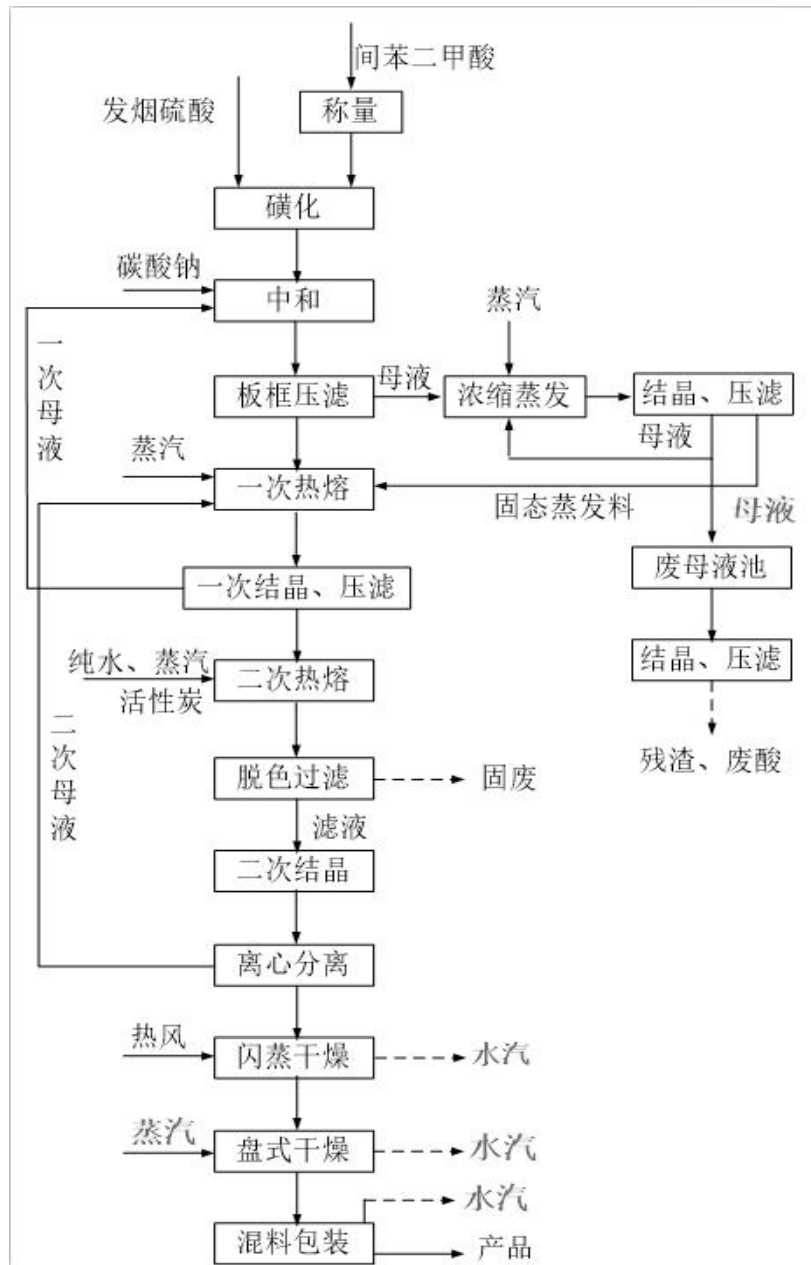 间苯二甲酸
发烟硫酸
称量
磺化
碳酸钠
中和
蒸汽
一次母液
板框压滤
母液
浓缩蒸发
结晶、压滤
母液
蒸汽
一次热熔
固态蒸发料
母液
废母液池
一次结晶、压滤
纯水、蒸汽
活性炭
二次热熔
结晶、压滤
二次母液
脱色过滤
固废
残渣、废酸
滤液
二次结晶
离心分离
热风
闪蒸干燥
水汽
蒸汽
盘式干燥
水汽
水汽
混料包装
产品